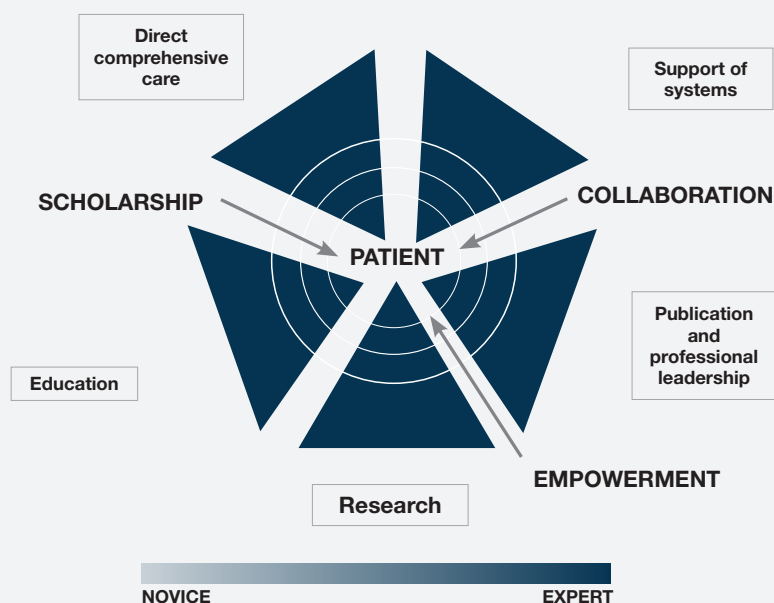 Direct
comprehensive
care
Support of
systems
SCHOLARSHIP
COLLABORATION
PATIENT
Publication
and
professional
leadership
Education
EMPOWERMENT
Research
NOVICE
EXPERT